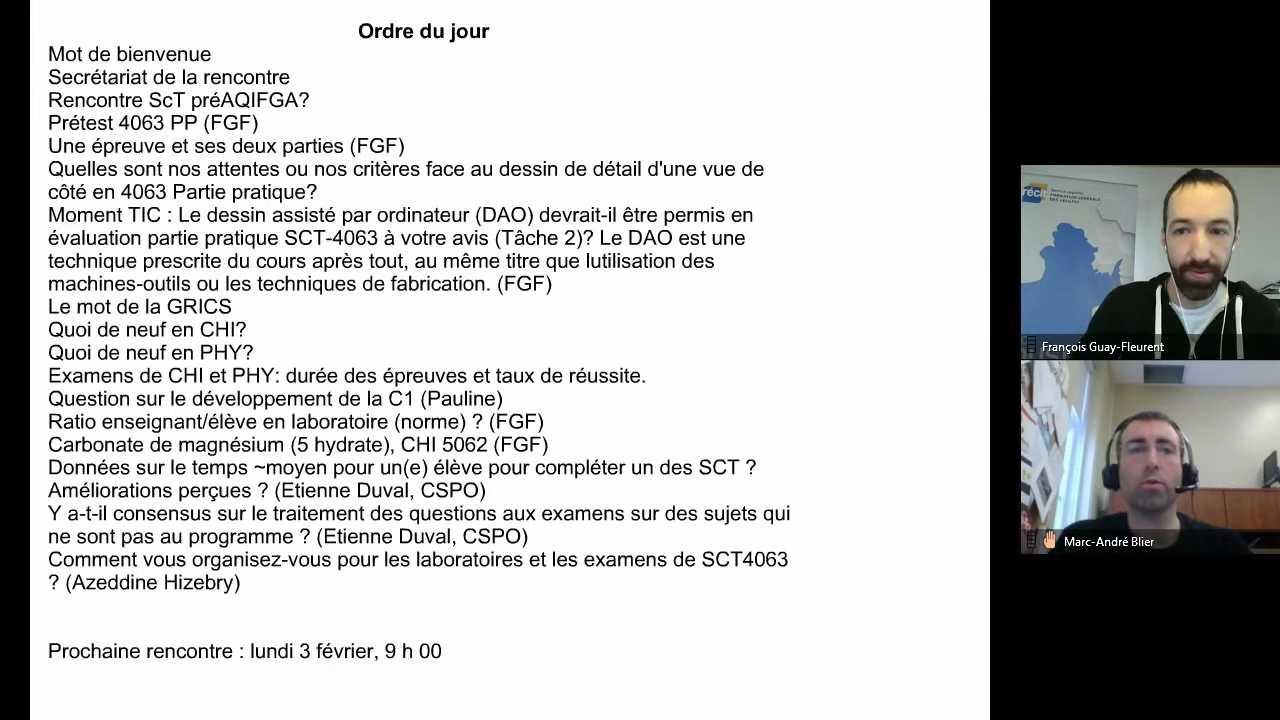 Ordre du jour
Mot de bienvenue
Secrétariat de la rencontre
Rencontre ScT préAQIFGA?
Prétest 4063 PP (FGF)
Une épreuve et ses deux parties (FGF)
Quelles sont nos attentes ou nos critères face au dessin de détail d'une vue de
côté en 4063 Partie pratique?
Moment TIC : Le dessin assisté par ordinateur (DAO) devrait-il être permis en
évaluation partie pratique SCT-4063 à votre avis (Tâche 2)? Le DAO est une
technique prescrite du cours après tout, au même titre que lutilisation des
machines-outils ou les techniques de fabrication. (FGF)
Le mot de la GRICS
Quoi de neuf en CHI?
Quoi de neuf en PHY?
Examens de CHI et PHY: durée des épreuves et taux de réussite.
Question sur le développement de la C1 (Pauline)
Ratio enseignant/élève en laboratoire (norme) ? (FGF)
Carbonate de magnésium (5 hydrate), CHI 5062 (FGF)
Données sur le temps ~moyen pour un(e) élève pour compléter un des SCT ?
Améliorations perçues ? (Etienne Duval, CSPO)
Y a-t-il consensus sur le traitement des questions aux examens sur des sujets qui
ne sont pas au programme ? (Etienne Duval, CSPO)
Comment vous organisez-vous pour les laboratoires et les examens de SCT4063
? (Azeddine Hizebry)
Prochaine rencontre : lundi 3 février, 9 h 00
récit
FORMATION GÉNÉRALE
DES ADULTES
François Guay-Fleurent
Marc-André Blier